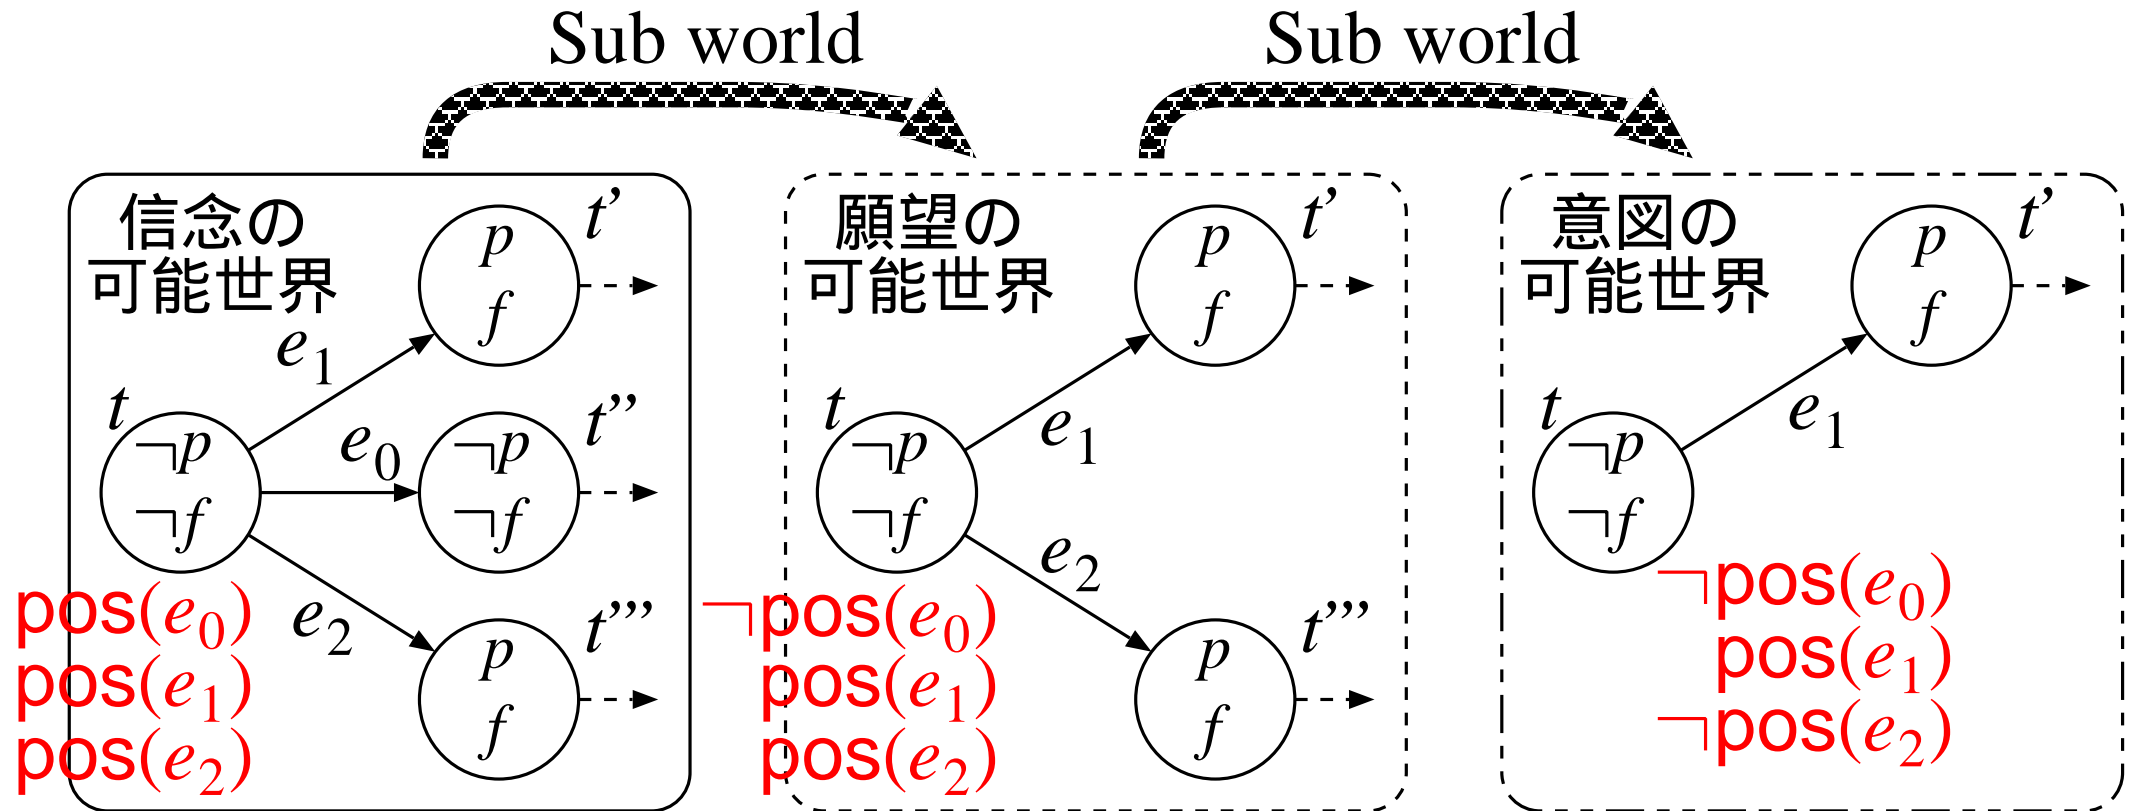 Sub world
Sub world
信念の
可能世界
t'
p
f
e1
t
¬p
¬f
e0
t''
¬p
¬f
e2
t'''
p
f
pos(e0)
pos(e1)
pos(e2)
願望の
可能世界
t'
p
f
e1
t
¬p
¬f
e2
t'''
p
f
¬pos(e0)
pos(e1)
pos(e2)
意図の
可能世界
t'
p
f
e1
t
¬p
¬f
¬pos(e0)
pos(e1)
¬pos(e2)